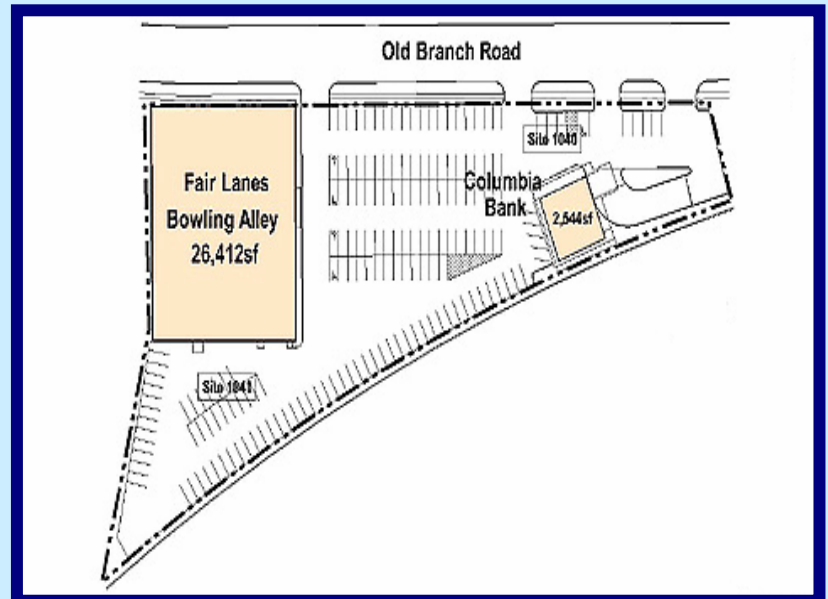 Old Branch Road
Site 1040
Fair Lanes
Bowling Alley
26,412sf
Columbia
Bank
2,544sf
Site 1041